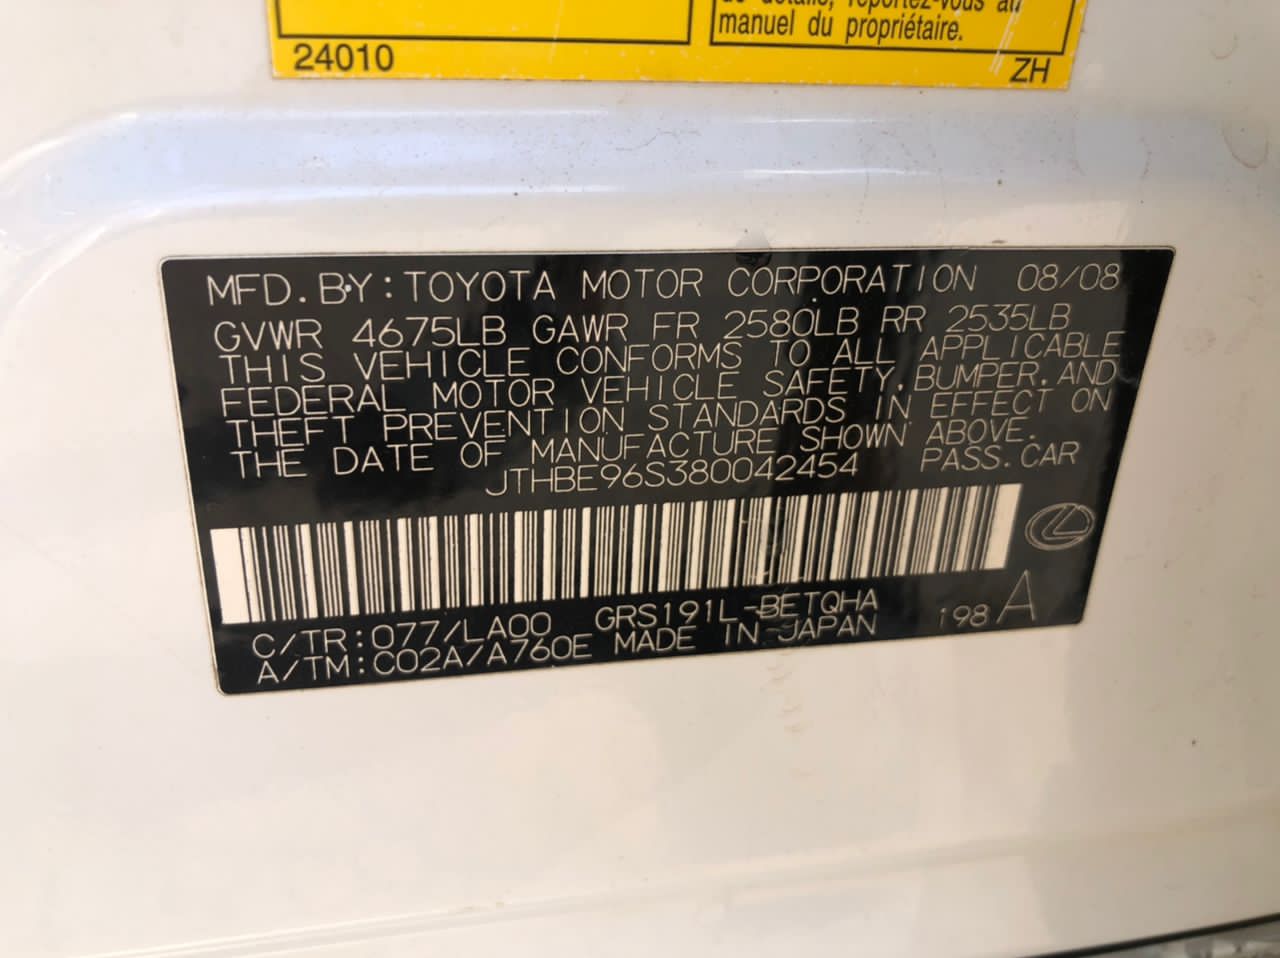 de détaile, reportez-vous au
manuel du propriétaire.
24010
ZH
MFD. BY: TOYOTA MOTOR CORPORATION 08/08
GVWR 4675LB GAWR FR 2580LB RR 2535LB
THIS VEHICLE CONFORMS TO ALL APPLICABLE
FEDERAL MOTOR VEHICLE SAFETY, BUMPER, AND
THEFT PREVENTION STANDARDS IN EFFECT ON
THE DATE OF MANUFACTURE SHOWN ABOVE.
JTHBE96S380042454 PASS. CAR
C/TR: 077/LA00 GRS191L-BETQHA i98 A
A/TM: C02A/A760E MADE IN JAPAN